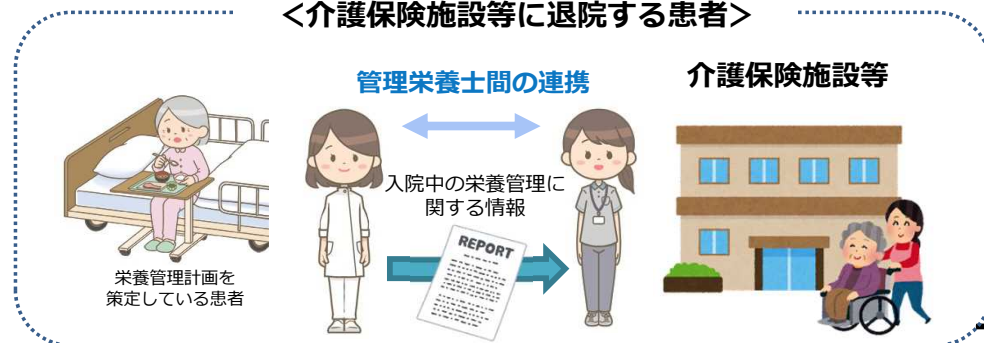 ＜介護保険施設等に退院する患者＞
管理栄養士間の連携
介護保険施設等
入院中の栄養管理に
関する情報
REPORT
栄養管理計画を
策定している患者